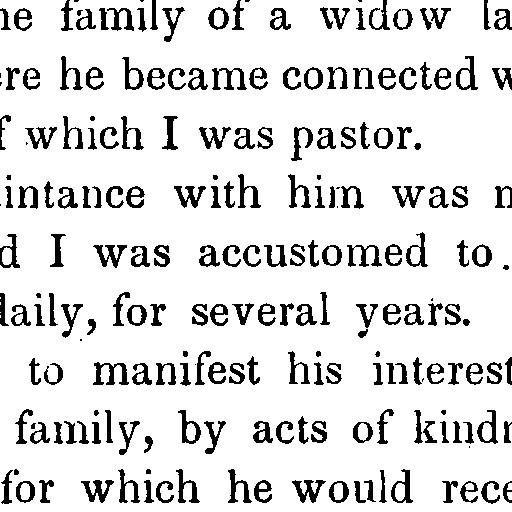 he family of a widow la
ere he became connected w
f which I was pastor.
intance with him was n
d I was accustomed to.
daily, for several years.
to manifest his interest
family, by acts of kindn
for which he would rece